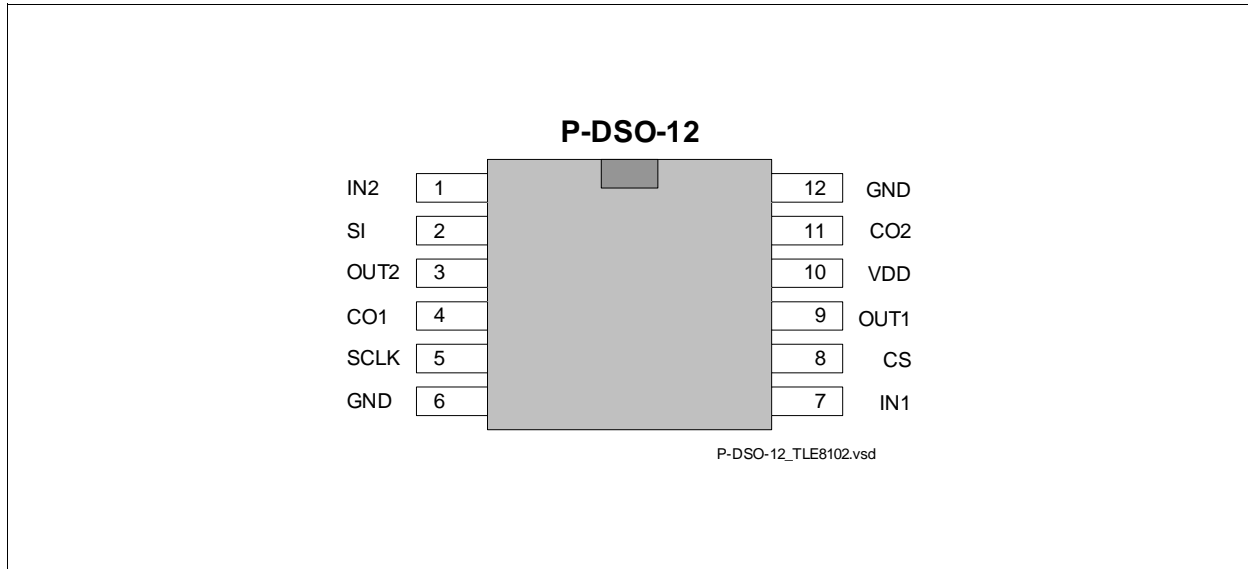 P-DSO-12
IN2 1 12 GND
SI 2 11 CO2
OUT2 3 10 VDD
CO1 4 9 OUT1
SCLK 5 8 CS
GND 6 7 IN1
P-DSO-12_TLE8102.vsd